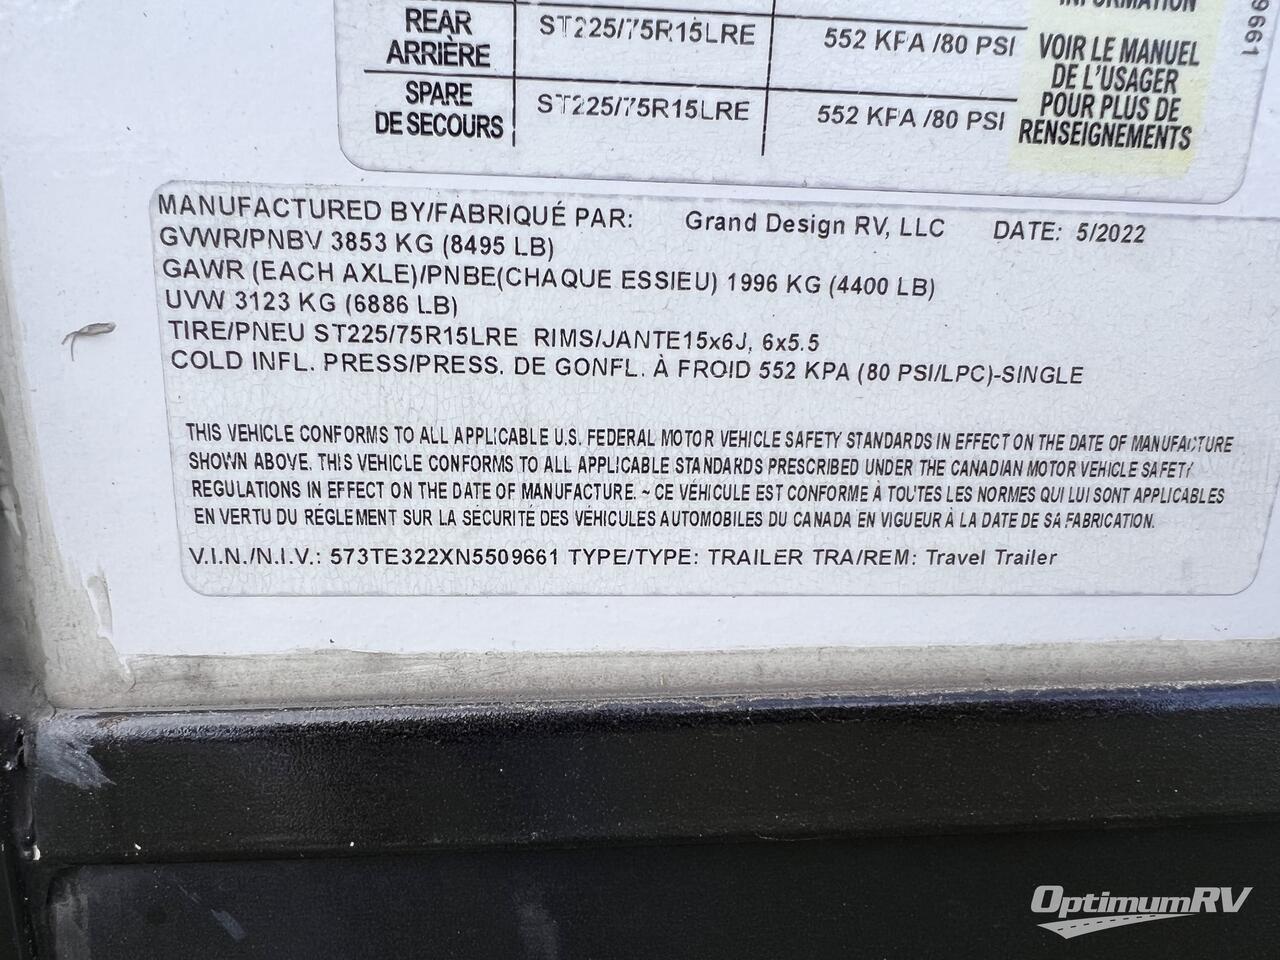 INFORMATION
REAR ST225/75R15LRE 552 KPA /80 PSI
ARRIÈRE
SPARE ST225/75R15LRE 552 KPA /80 PSI
DE SECOURS
VOIR LE MANUEL
DE L'USAGER
POUR PLUS DE
RENSEIGNEMENTS
9661
MANUFACTURED BY/FABRIQUÉ PAR: Grand Design RV, LLC DATE: 5/2022
GVWR/PNBV 3853 KG (8495 LB)
GAWR (EACH AXLE)/PNBE(CHAQUE ESSIEU) 1996 KG (4400 LB)
UVW 3123 KG (6886 LB)
TIRE/PNEU ST225/75R15LRE RIMS/JANTE15x6J, 6x5.5
COLD INFL. PRESS/PRESS. DE GONFL. À FROID 552 KPA (80 PSI/LPC)-SINGLE
THIS VEHICLE CONFORMS TO ALL APPLICABLE U.S. FEDERAL MOTOR VEHICLE SAFETY STANDARDS IN EFFECT ON THE DATE OF MANUFACTURE
SHOWN ABOVE. THIS VEHICLE CONFORMS TO ALL APPLICABLE STANDARDS PRESCRIBED UNDER THE CANADIAN MOTOR VEHICLE SAFETY
REGULATIONS IN EFFECT ON THE DATE OF MANUFACTURE. ~ CE VÉHICULE EST CONFORME À TOUTES LES NORMES QUI LUI SONT APPLICABLES
EN VERTU DU RÈGLEMENT SUR LA SÉCURITÉ DES VÉHICULES AUTOMOBILES DU CANADA EN VIGUEUR À LA DATE DE SA FABRICATION.
V.I.N./N.I.V.: 573TE322XN5509661 TYPE/TYPE: TRAILER TRA/REM: Travel Trailer
OptimumRV